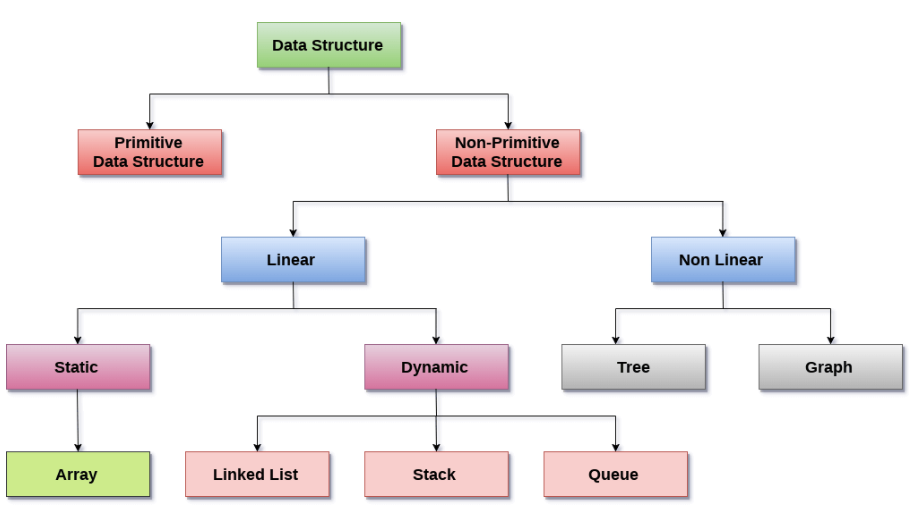 Data Structure
Primitive
Data Structure
Non-Primitive
Data Structure
Linear
Non Linear
Static
Dynamic
Tree
Graph
Array
Linked List
Stack
Queue